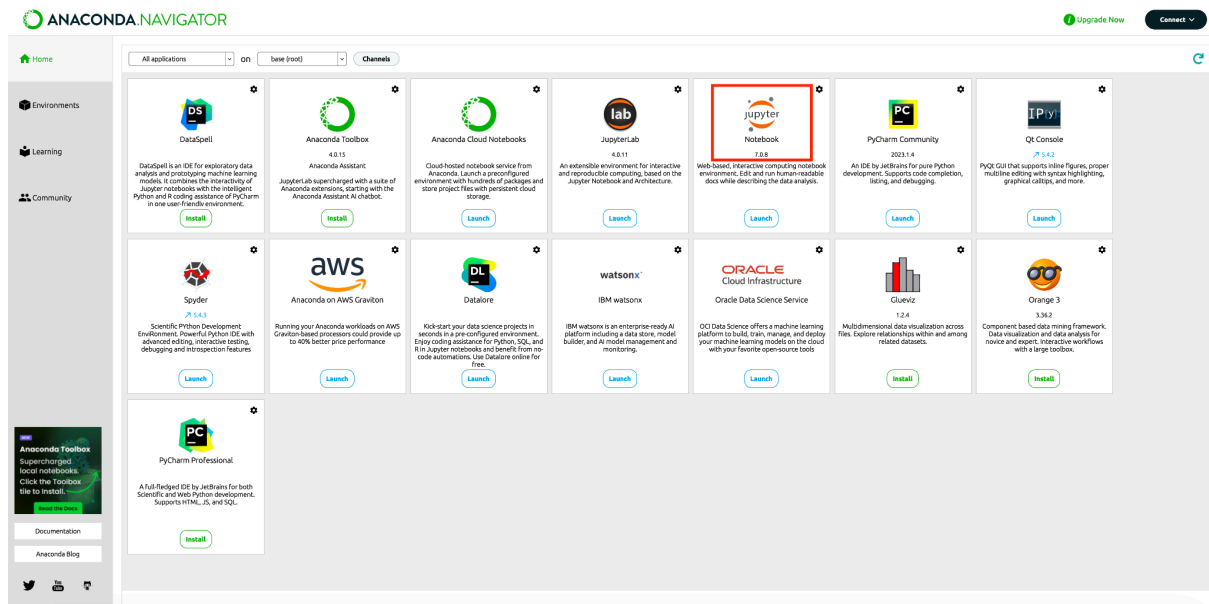 ANACONDA.NAVIGATOR
i Upgrade Now
Connect
Home
Environments
Learning
Community
All applications
on
base (root)
Channels
DS
DataSpell
DataSpell is an IDE for exploratory data
analysis and prototyping machine learning
models. It combines the interactivity of
Jupyter notebooks with the intelligent
Python and R coding assistance of PyCharm
in one user-friendly environment.
Install
Anaconda Toolbox
4.0.15
Anaconda Assistant
JupyterLab supercharged with a suite of
Anaconda extensions, starting with the
Anaconda Assistant AI chatbot.
Install
Anaconda Cloud Notebooks
Cloud-hosted notebook service from
Anaconda. Launch a preconfigured
environment with hundreds of packages and
store project files with persistent cloud
storage.
Launch
lab
JupyterLab
4.0.11
An extensible environment for interactive
and reproducible computing, based on the
Jupyter Notebook and Architecture.
Launch
jupyter
Notebook
7.0.8
Web-based, interactive computing notebook
environment. Edit and run human-readable
docs while describing the data analysis.
Launch
PC
PyCharm Community
2023.1.4
An IDE by JetBrains for pure Python
development. Supports code completion,
listing, and debugging.
Launch
IP[y]
Qt Console
5.4.2
PyQt GUI that supports inline figures, proper
multiline editing with syntax highlighting,
graphical calltips, and more.
Launch
Spyder
5.4.3
Scientific PYthon Development
EnviRonment. Powerful Python IDE with
advanced editing, interactive testing,
debugging and introspection features
Launch
aws
Anaconda on AWS Graviton
Running your Anaconda workloads on AWS
Graviton-based processors could provide up
to 40% better price performance
Launch
DL
Datalore
Kick-start your data science projects in
seconds in a pre-configured environment.
Enjoy coding assistance for Python, SQL, and
R in Jupyter notebooks and benefit from no-
code automations. Use Datalore online for
free.
Launch
watsonx
IBM watsonx
IBM watsonx is an enterprise-ready AI
platform including a data store, model
builder, and AI model management and
monitoring.
Launch
ORACLE
Cloud Infrastructure
Oracle Data Science Service
OCI Data Science offers a machine learning
platform to build, train, manage, and deploy
your machine learning models on the cloud
with your favorite open-source tools
Launch
Glueviz
1.2.4
Multidimensional data visualization across
files. Explore relationships within and among
related datasets.
Install
Orange 3
3.36.2
Component based data mining framework.
Data visualization and data analysis for
novice and expert. Interactive workflows
with a large toolbox.
Install
PC
PyCharm Professional
A full-fledged IDE by JetBrains for both
Scientific and Web Python development.
Supports HTML, JS, and SQL.
Install
NEW
Anaconda Toolbox
Supercharged
local notebooks.
Click the Toolbox
tile to install.
Read the Docs
Documentation
Anaconda Blog
You
Tube